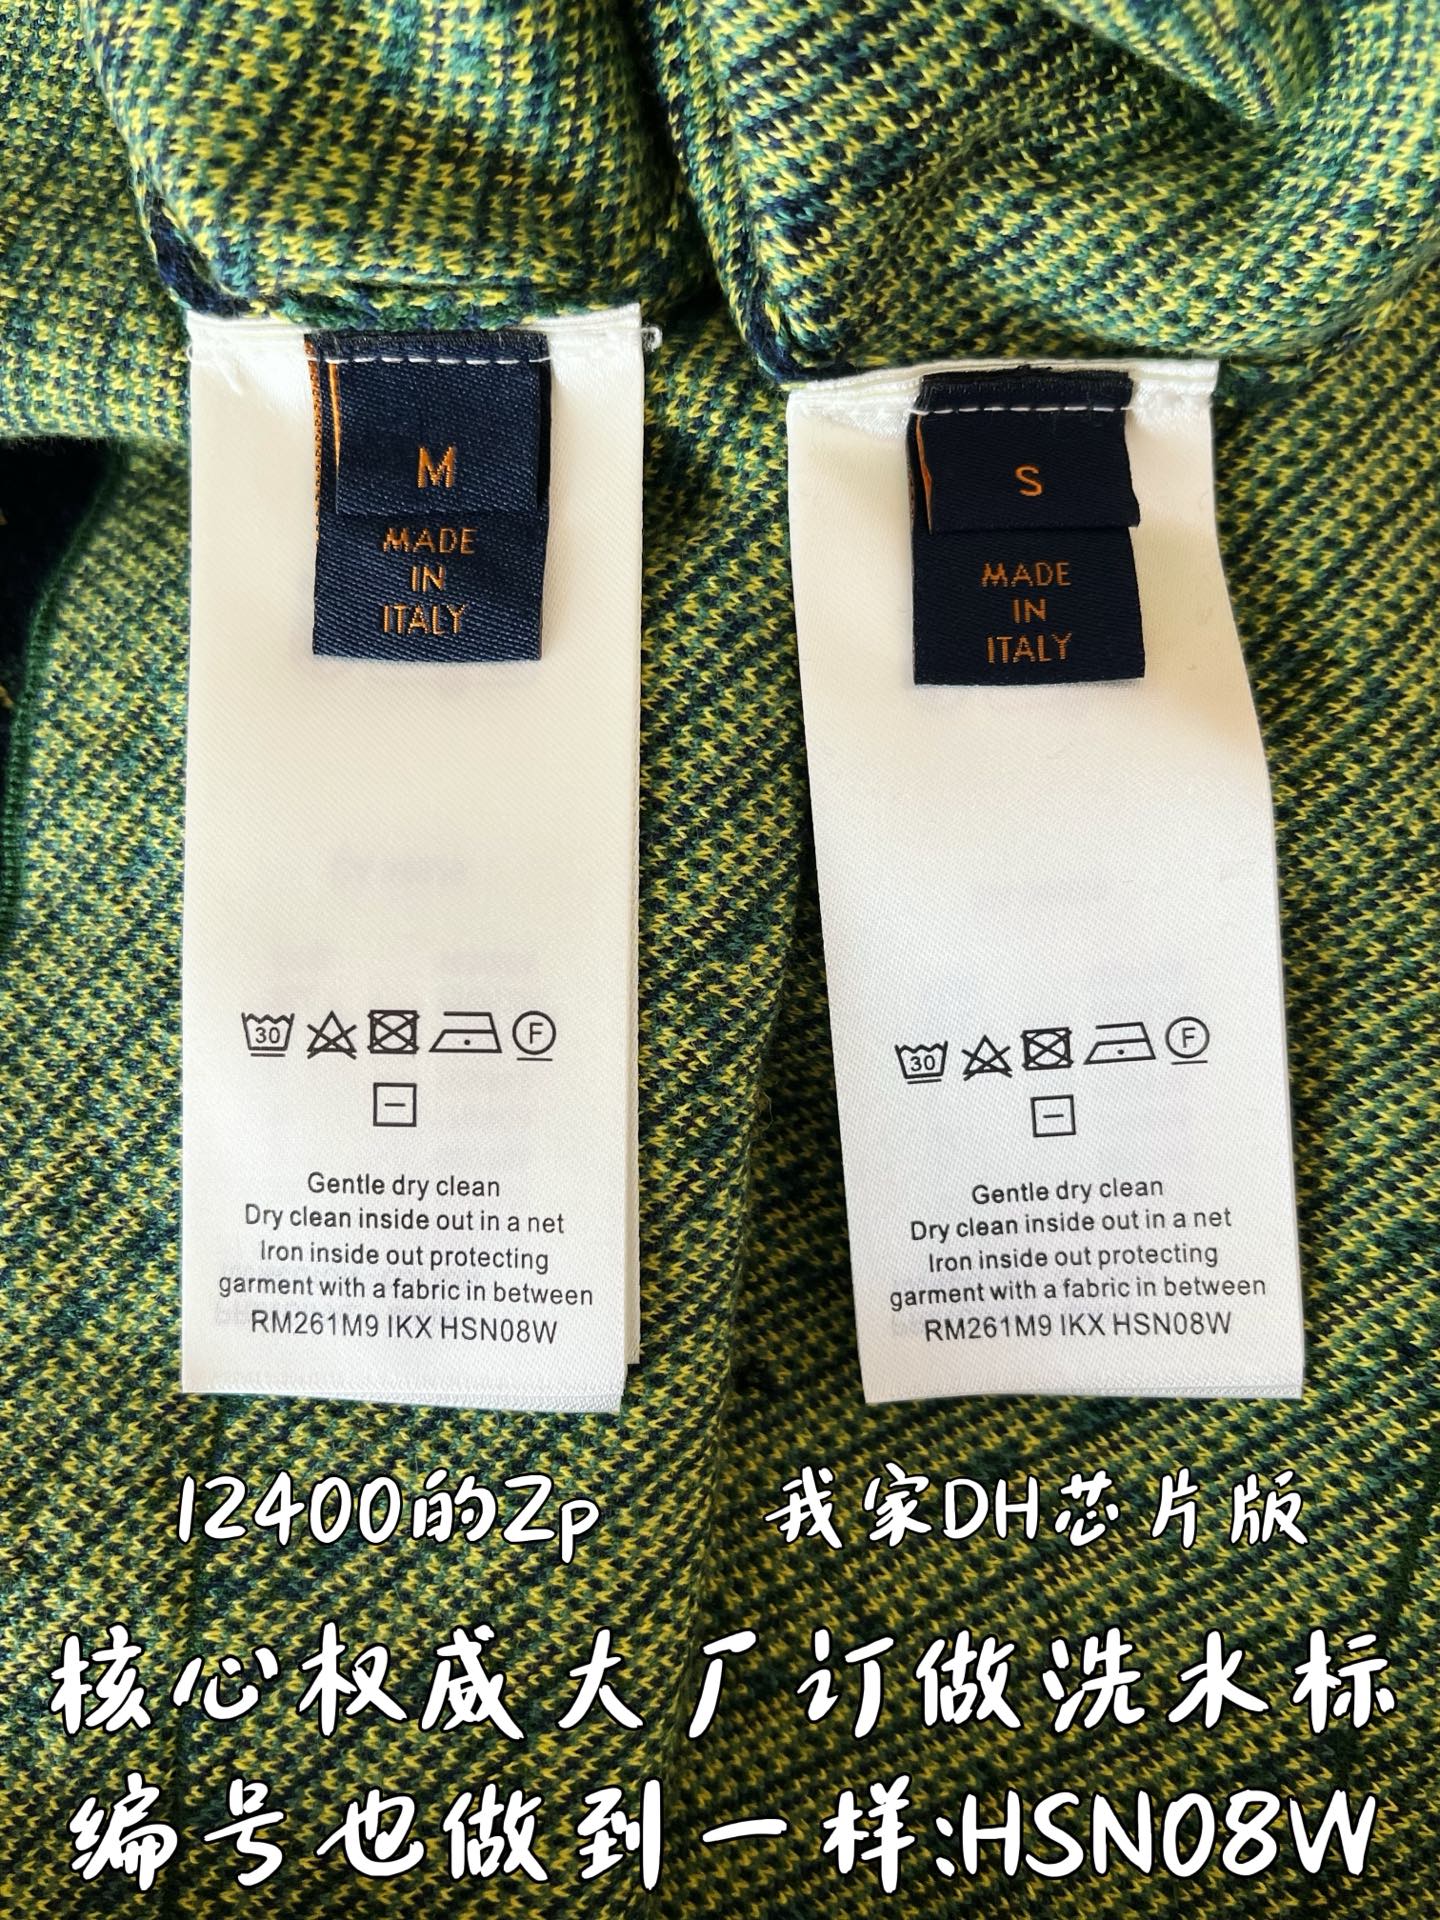 M
MADE
IN
ITALY
30
F
Gentle dry clean
Dry clean inside out in a net
Iron inside out protecting
garment with a fabric in between
RM261M9 IKX HSN08W
S
MADE
IN
ITALY
30
F
Gentle dry clean
Dry clean inside out in a net
Iron inside out protecting
garment with a fabric in between
RM261M9 IKX HSN08W
12400的Zp
我家DH芯片版
核心权威大厂订做洗水标
编号也做到一样:HSN08W